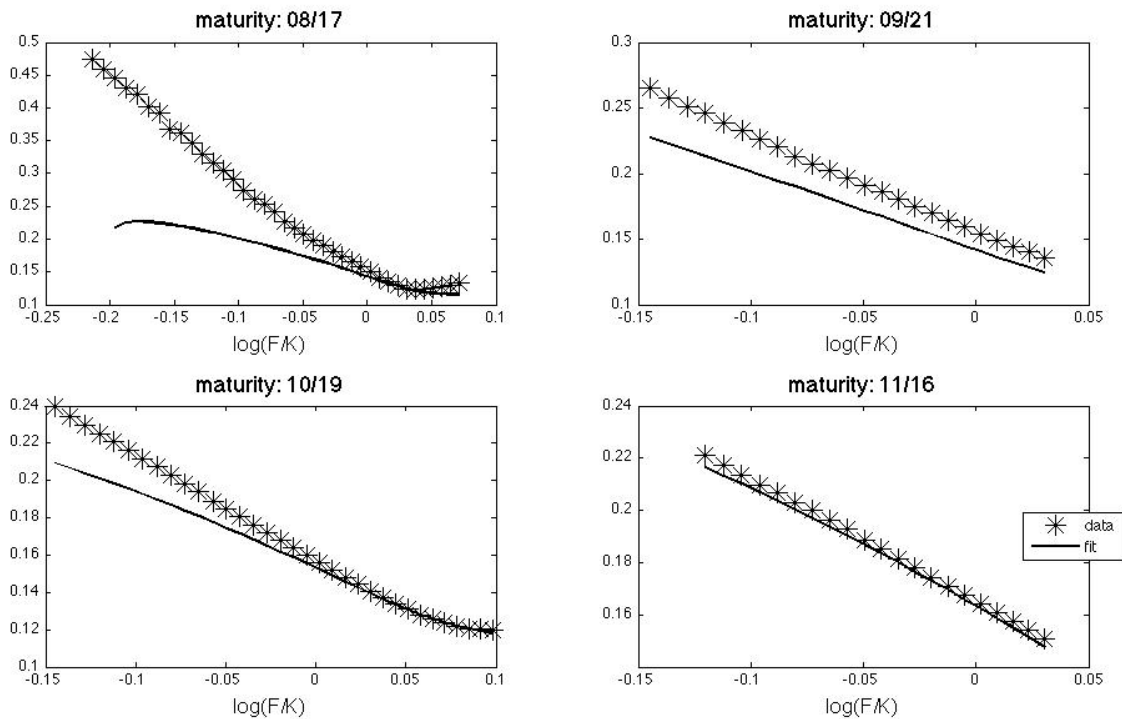 maturity: 08/17
0.5
0.45
0.4
0.35
0.3
0.25
0.2
0.15
0.1
-0.25 -0.2 -0.15 -0.1 -0.05 0 0.05 0.1
log(F/K)
maturity: 09/21
0.3
0.25
0.2
0.15
0.1
-0.15 -0.1 -0.05 0 0.05
log(F/K)
maturity: 10/19
0.24
0.22
0.2
0.18
0.16
0.14
0.12
0.1
-0.15 -0.1 -0.05 0 0.05 0.1
log(F/K)
maturity: 11/16
0.24
0.22
0.2
0.18
0.16
-0.15 -0.1 -0.05 0 0.05
log(F/K)
data
fit